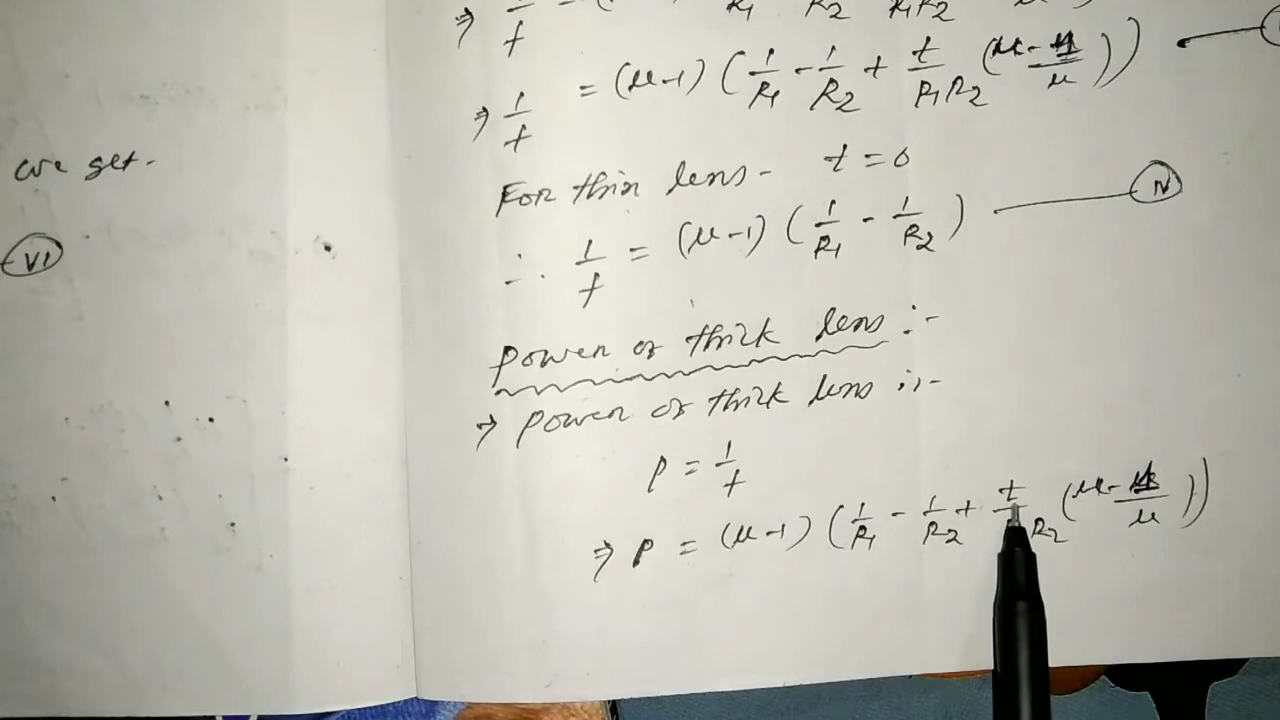 we get-
VI
⇒ 1/f
⇒ 1/f = (μ-1) (1/R1 - 1/R2 + t/R1R2 (μ-1/μ))
For thin lens- t=0
∴ 1/f = (μ-1) (1/R1 - 1/R2) IV
Power of thick lens :-
⇒ Power of thick lens is-
P = 1/f
⇒ P = (μ-1) (1/R1 - 1/R2 + t/ R2 (μ-1/μ))